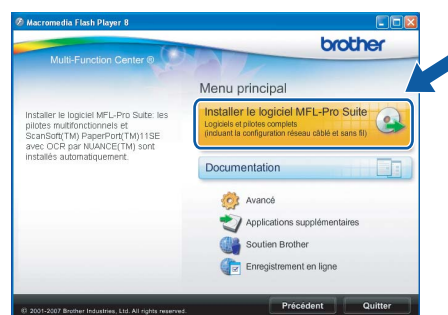 Macromedia Flash Player 8
brother
Multi-Function Center ®
Menu principal
Installer le logiciel MFL-Pro Suite: les
pilotes multifonctionnels et
ScanSoft(TM) PaperPort(TM)11SE
avec OCR par NUANCE(TM) sont
installés automatiquement.
Installer le logiciel MFL-Pro Suite
Logiciels et pilotes complets
(incluant la configuration réseau câblé et sans fil)
Documentation
Avancé
Applications supplémentaires
Soutien Brother
Enregistrement en ligne
© 2001-2007 Brother Industries, Ltd. All rights reserved.
Précédent
Quitter